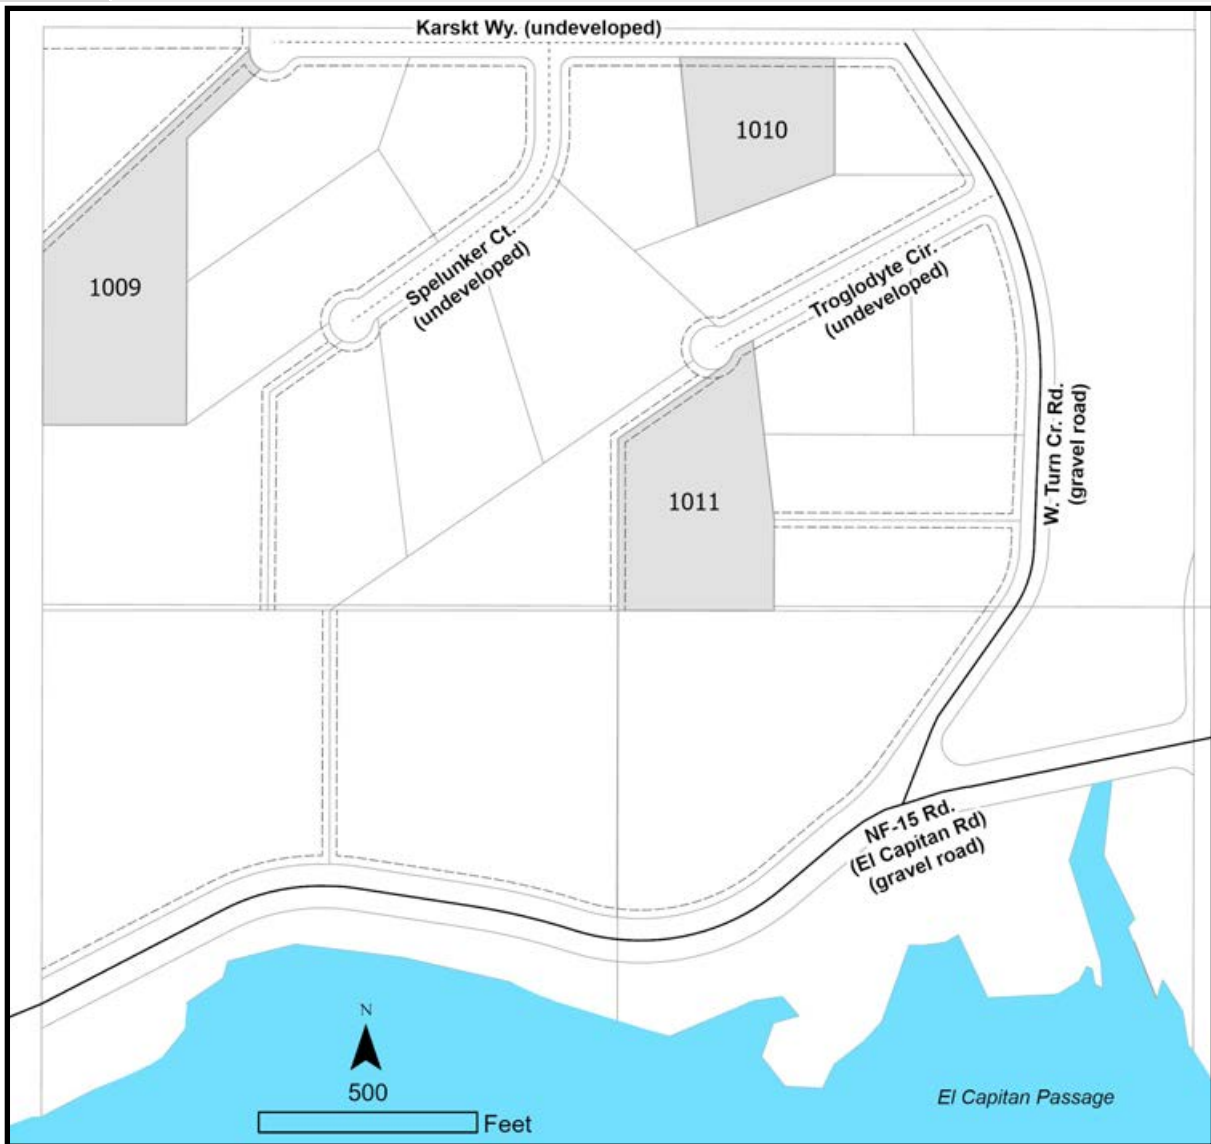 Karskt Wy. (undeveloped)
1010
1009
Spelunker Ct.
(undeveloped)
Troglodyte Cir.
(undeveloped)
W. Turn Cr. Rd.
(gravel road)
1011
NF-15 Rd.
(El Capitan Rd)
(gravel road)
N
500
Feet
El Capitan Passage